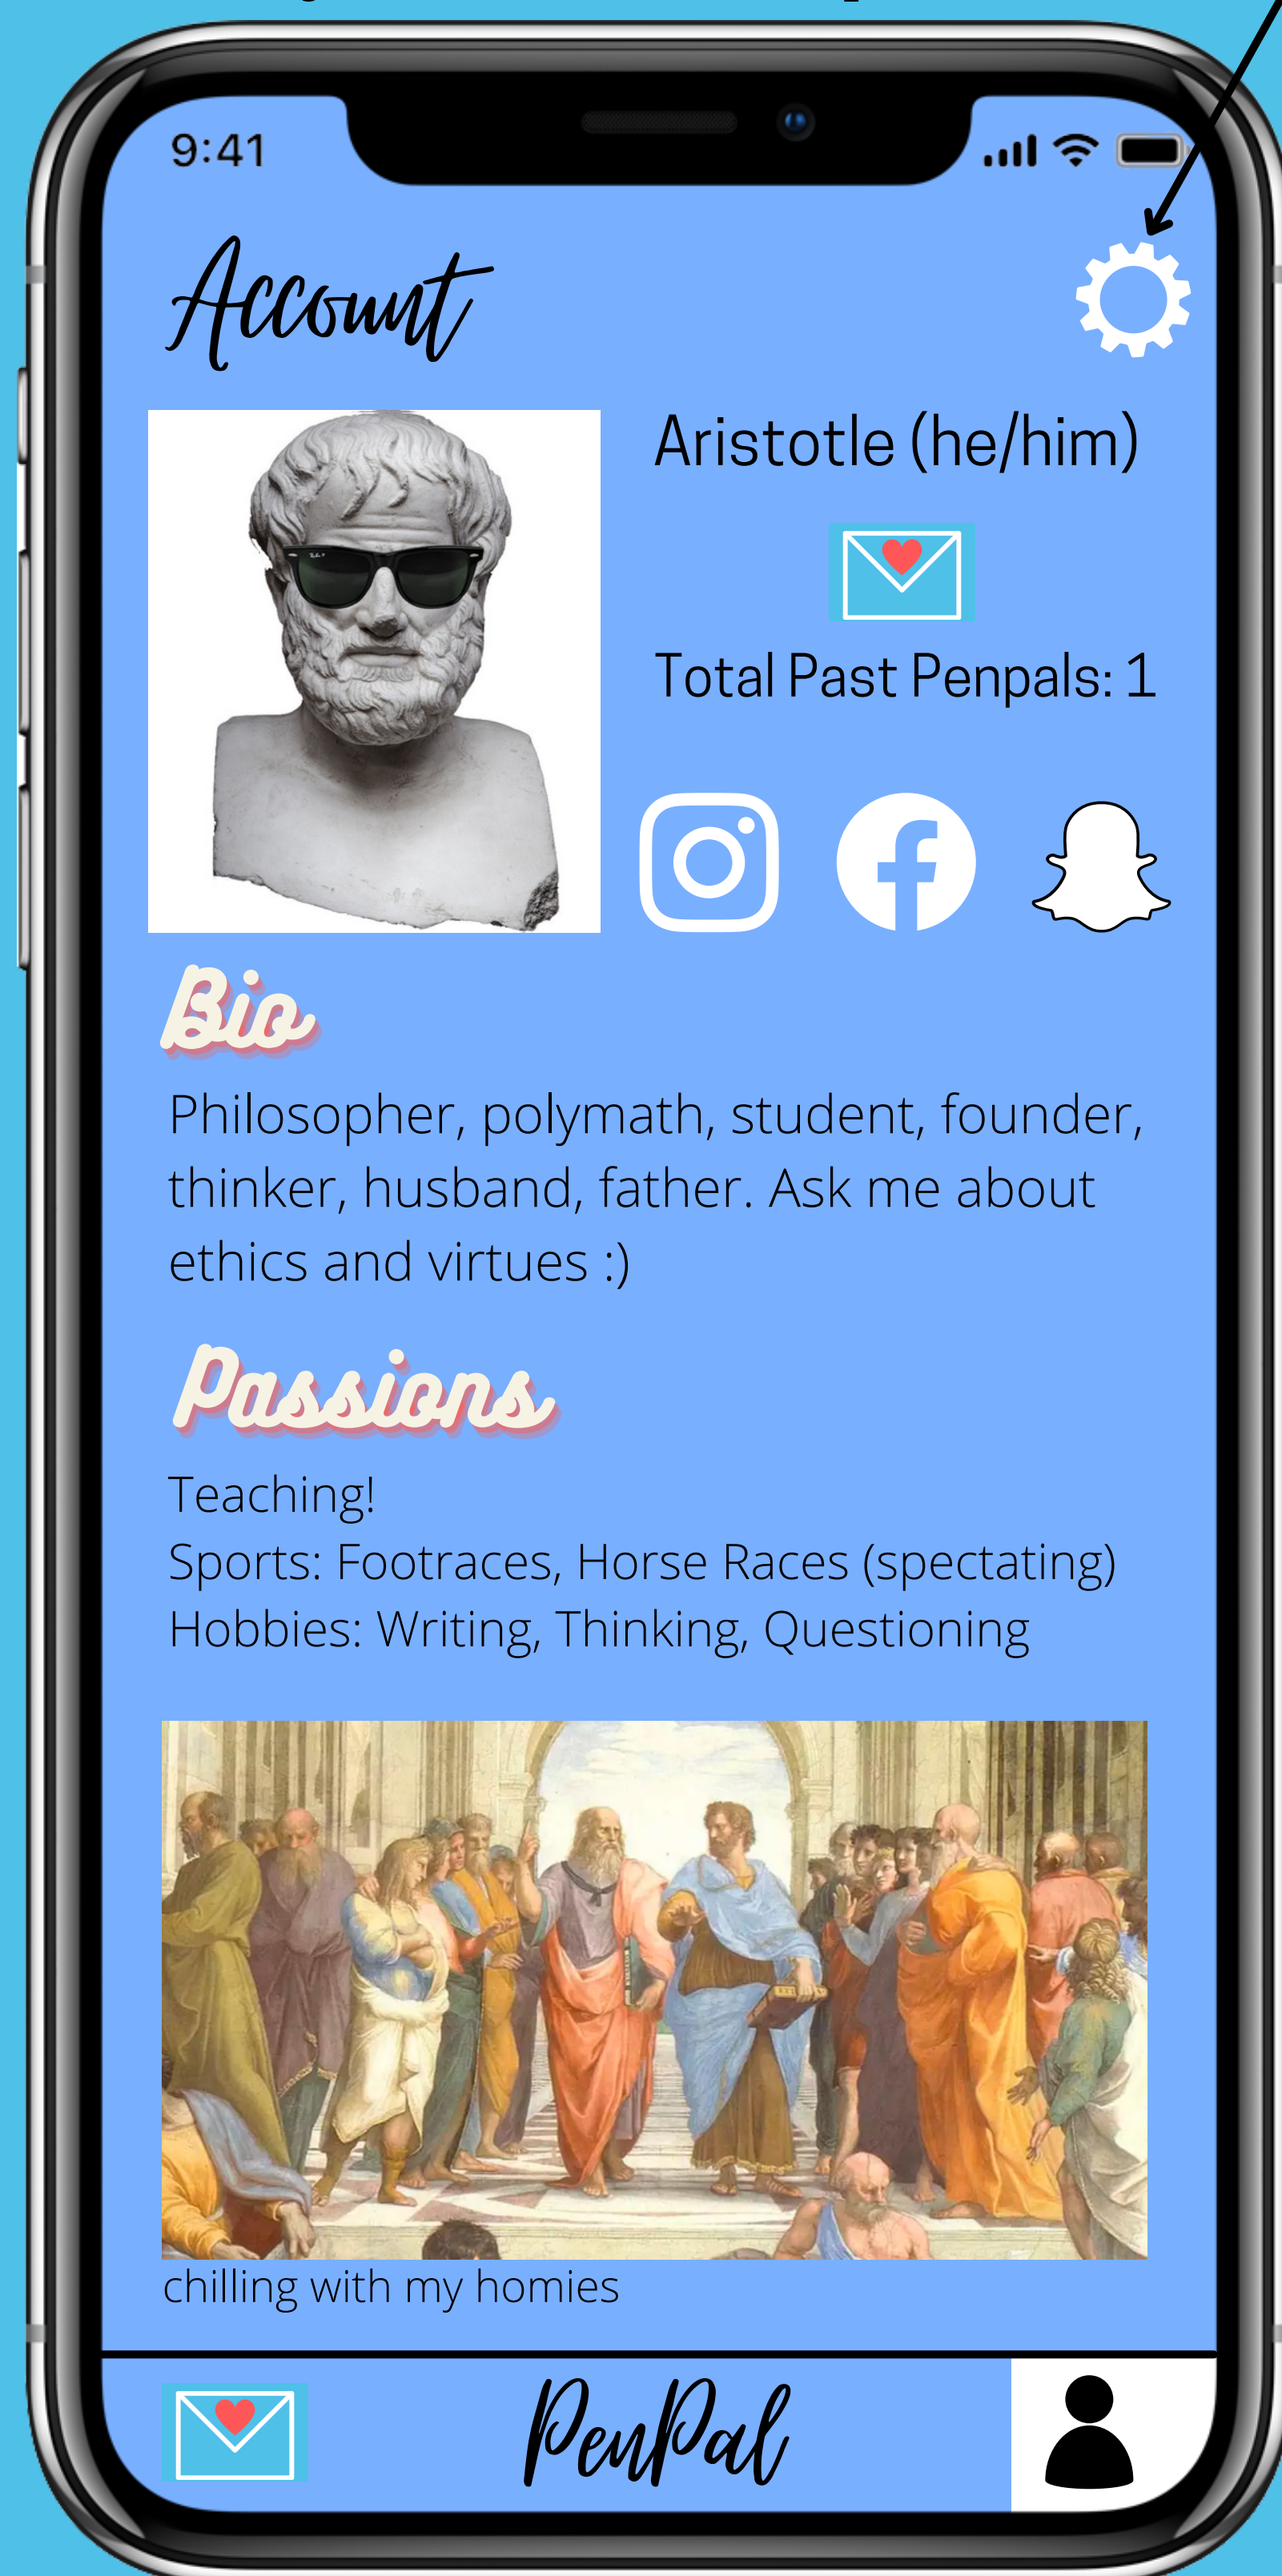 9:41
Account
Aristotle (he/him)
Total Past Penpals: 1
Bio
Philosopher, polymath, student, founder,
thinker, husband, father. Ask me about
ethics and virtues :)
Passions
Teaching!
Sports: Footraces, Horse Races (spectating)
Hobbies: Writing, Thinking, Questioning
chilling with my homies
PenPal